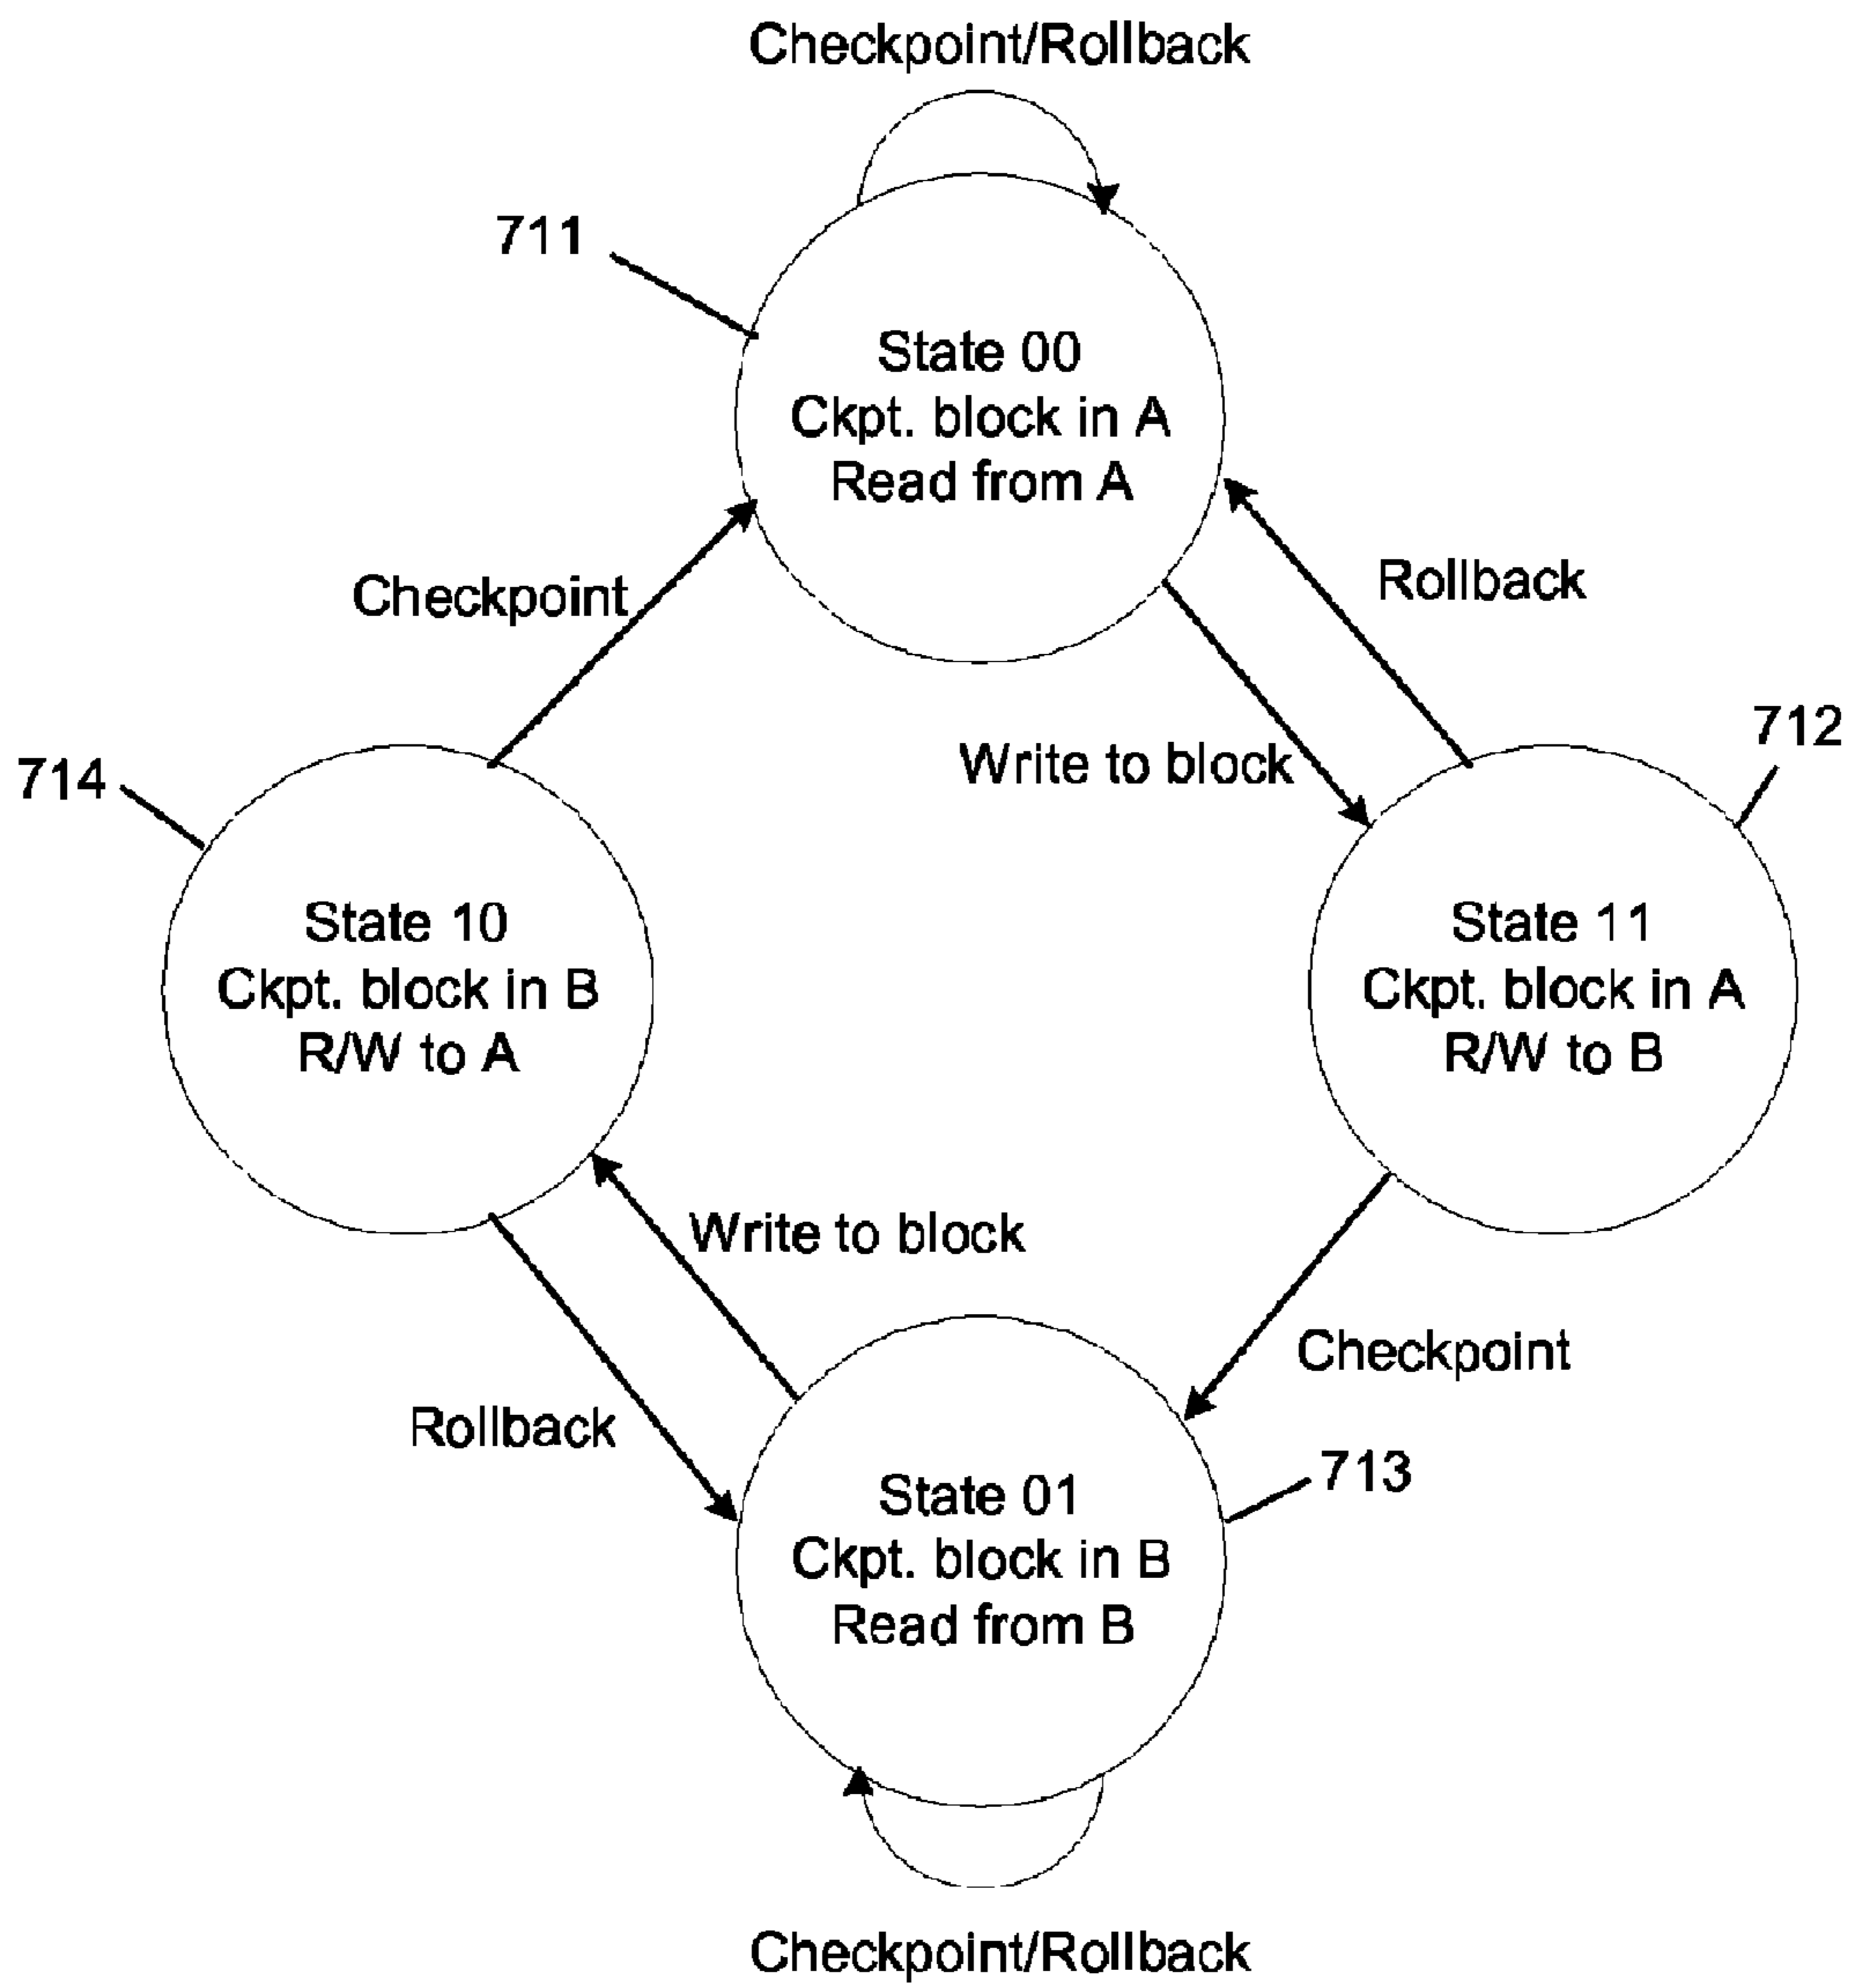 Checkpoint/Rollback
711
State 00
Ckpt. block in A
Read from A
Checkpoint
Rollback
Write to block
712
714
State 10
Ckpt. block in B
R/W to A
State 11
Ckpt. block in A
R/W to B
Write to block
Checkpoint
Rollback
713
State 01
Ckpt. block in B
Read from B
Checkpoint/Rollback